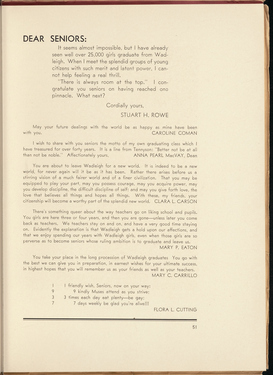 DEAR SENIORS:
It seems almost impossible, but I have already
seen well over 25,000 girls graduate from Wad-
leigh. When I meet the splendid groups of young
citizens with such merit and latent power, I can-
not help feeling a real thrill.
"There is always room at the top." I con-
gratulate you seniors on having reached one
pinnacle. What next?
Cordially yours,
STUART H. ROWE
May your future dealings with the world be as happy as mine have been
with you. CAROLINE COMAN
I wish to share with you seniors the motto of my own graduating class which I
have treasured for over forty years. It is a line from Tennyson: "Better not be at all
than not be noble." Affectionately yours, ANNA PEARL MacVAY, Dean
You are about to leave Wadleigh for a new world. It is indeed to be a new
world, for never again will it be as it has been. Rather there arises before us a
shining vision of a much fairer world and of a finer civilization. That you may be
equipped to play your part, may you possess courage, may you acquire power, may
you develop discipline, the difficult discipline of self; and may you give forth love, the
love that believes all things and hopes all things. With these, my friends, your
citizenship will become a worthy part of the splendid new world. CLARA L. CARSON
There's something queer about the way teachers go on liking school and pupils.
You girls are here three or four years, and then you are gone—unless later you come
back as teachers. We teachers stay on and on, and have a very good time staying
on. Evidently the explanation is that Wadleigh gets a hold upon our affections, and
that we enjoy spending our years with Wadleigh girls, even when those girls are so
perverse as to become seniors whose ruling ambition is to graduate and leave us.
MARY P. EATON
You take your place in the long procession of Wadleigh graduates. You go with
the best we can give you in preparation, in earnest wishes for your ultimate success,
in highest hopes that you will remember us as your friends as well as your teachers.
MARY C. CARRILLO
1 I friendly with Seniors, now on your way;
9 9 kindly Muses attend as you strive;
3 3 times each day eat plenty—be gay;
7 7 days weekly be glad you're alive!!!
FLORA L. CUTTING